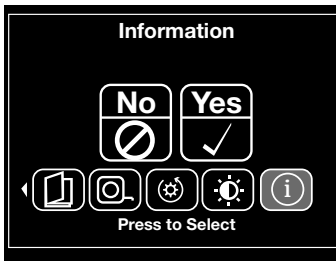 Information
No Yes
i
Press to Select